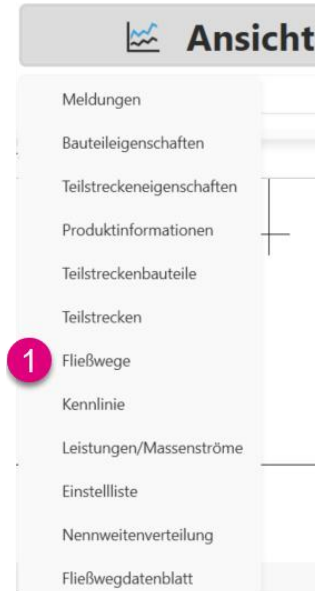 Ansicht
Meldungen
Bauteileigenschaften
Teilstreckeneigenschaften
Produktinformationen
Teilstreckenbauteile
Teilstrecken
1 Fließwege
Kennlinie
Leistungen/Massenströme
Einstellliste
Nennweitenverteilung
Fließwegdatenblatt